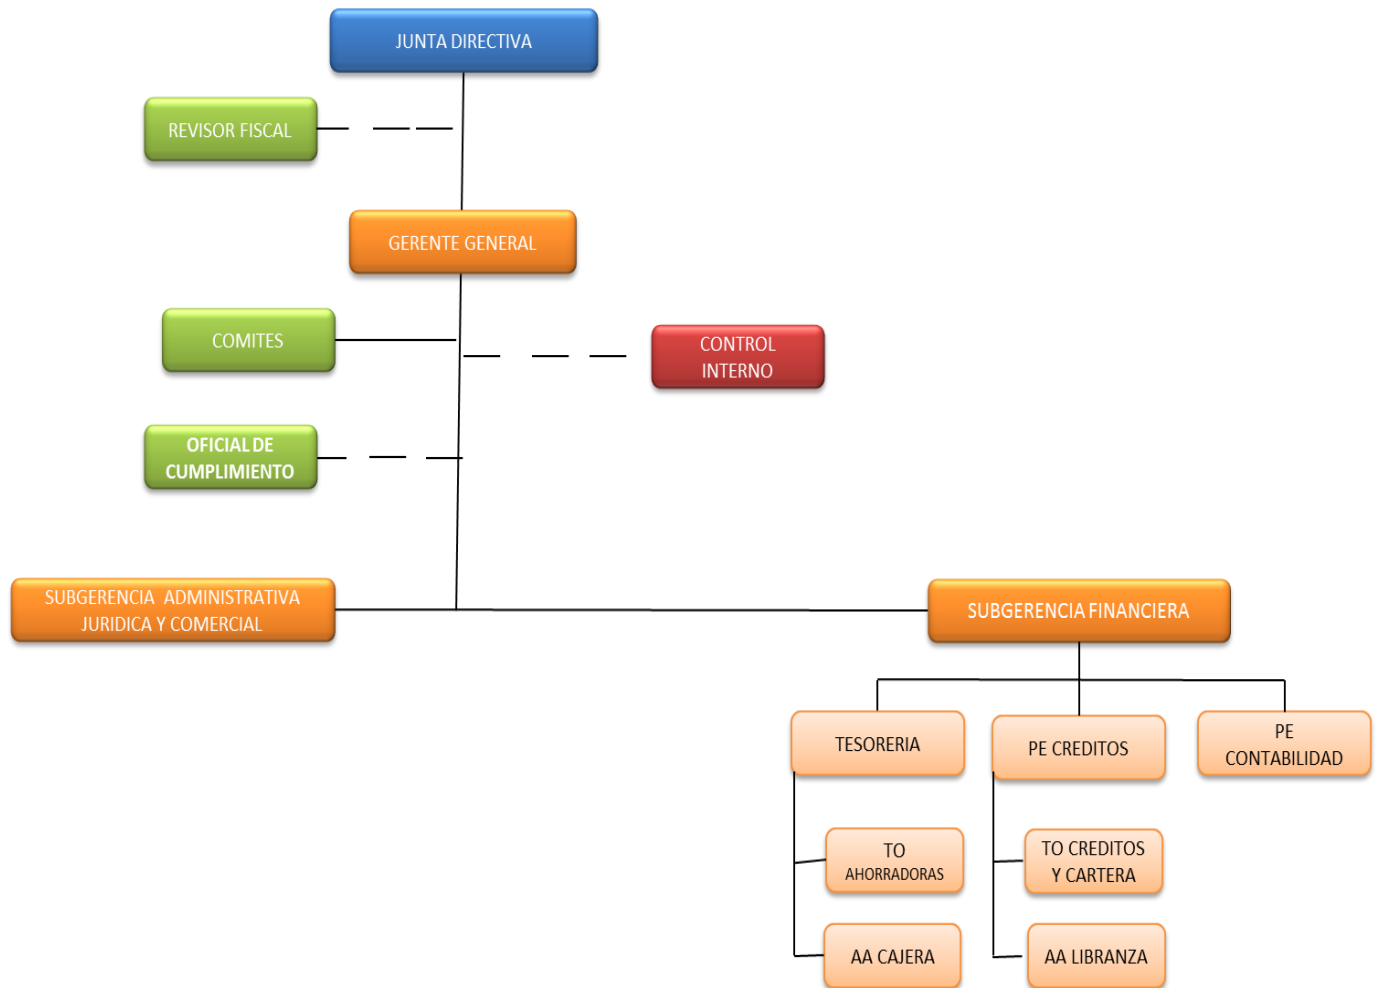 JUNTA DIRECTIVA
REVISOR FISCAL
GERENTE GENERAL
COMITES
CONTROL
INTERNO
OFICIAL DE
CUMPLIMIENTO
SUBGERENCIA ADMINISTRATIVA
JURIDICA Y COMERCIAL
SUBGERENCIA FINANCIERA
TESORERIA
PE CREDITOS
PE
CONTABILIDAD
TO
AHORRADORAS
TO CREDITOS
Y CARTERA
AA CAJERA
AA LIBRANZA